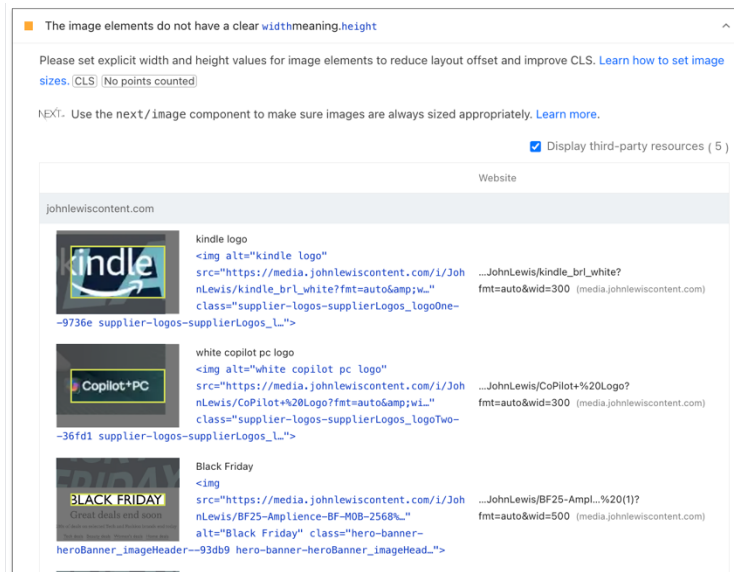 The image elements do not have a clear widthmeaning.height
Please set explicit width and height values for image elements to reduce layout offset and improve CLS. Learn how to set image
sizes. CLS No points counted
NEXT. Use the next/image component to make sure images are always sized appropriately. Learn more.
Display third-party resources ( 5 )
Website
johnlewiscontent.com
kindle
kindle logo
<img alt="kindle logo"
src="https://media.johnlewiscontent.com/i/Joh
nLewis/kindle_brl_white?fmt=auto&amp;w…"
class="supplier-logos-supplierLogos_logoOne-
-9736e supplier-logos-supplierLogos_l…">
...JohnLewis/kindle_brl_white?
fmt=auto&wid=300 (media.johnlewiscontent.com)
Copilot+PC
white copilot pc logo
<img alt="white copilot pc logo"
src="https://media.johnlewiscontent.com/i/Joh
nLewis/CoPilot+%20Logo?fmt=auto&amp;wi…"
class="supplier-logos-supplierLogos_logoTwo-
-36fd1 supplier-logos-supplierLogos_l…">
...JohnLewis/CoPilot+%20Logo?
fmt=auto&wid=300 (media.johnlewiscontent.com)
BLACK FRIDAY
Great deals end soon
Black Friday
<img
src="https://media.johnlewiscontent.com/i/Joh
nLewis/BF25-Amplience-BF-MOB-2568%…"
alt="Black Friday" class="hero-banner-
heroBanner_imageHeader--93db9 hero-banner-heroBanner_imageHead…">
...JohnLewis/BF25-Ampl...%20(1)?
fmt=auto&wid=500 (media.johnlewiscontent.com)